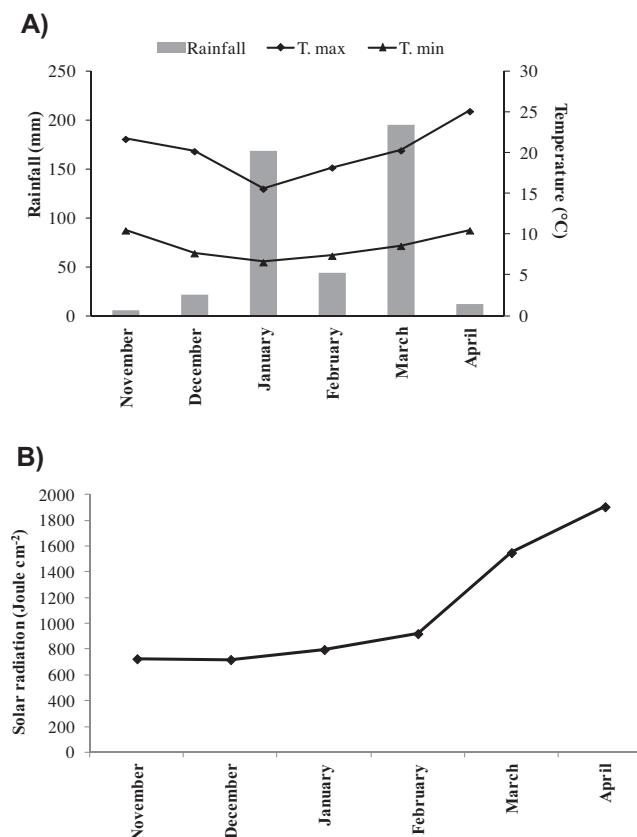 A)
Rainfall T. max T. min
250
200
150
100
50
0
Rainfall (mm)
30
25
20
15
10
5
0
Temperature (°C)
November
December
January
February
March
April
B)
2000
1800
1600
1400
1200
1000
800
600
400
200
0
Solar radiation (Joule cm⁻²)
November
December
January
February
March
April